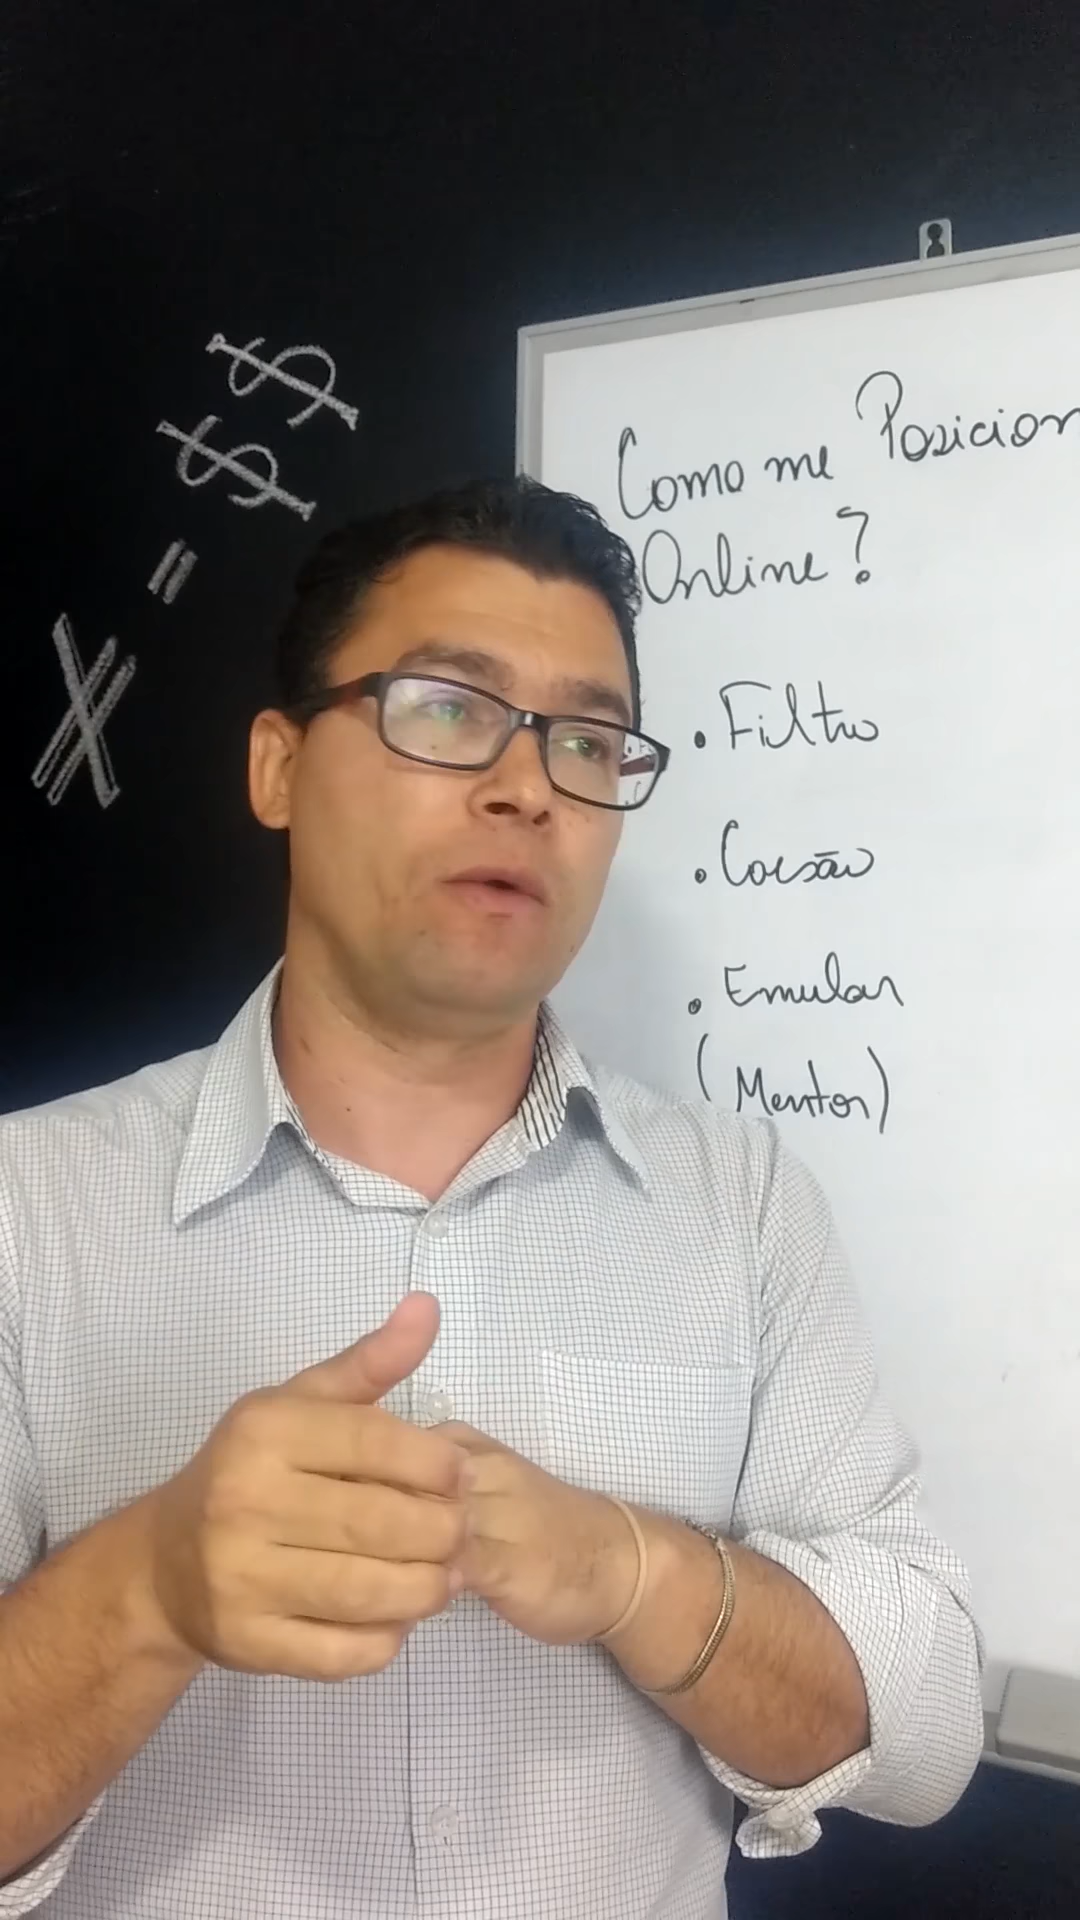 $
$
=
X
Como me Posicion
Online?
• Filtro
• Coesão
• Emular
(Mentor)